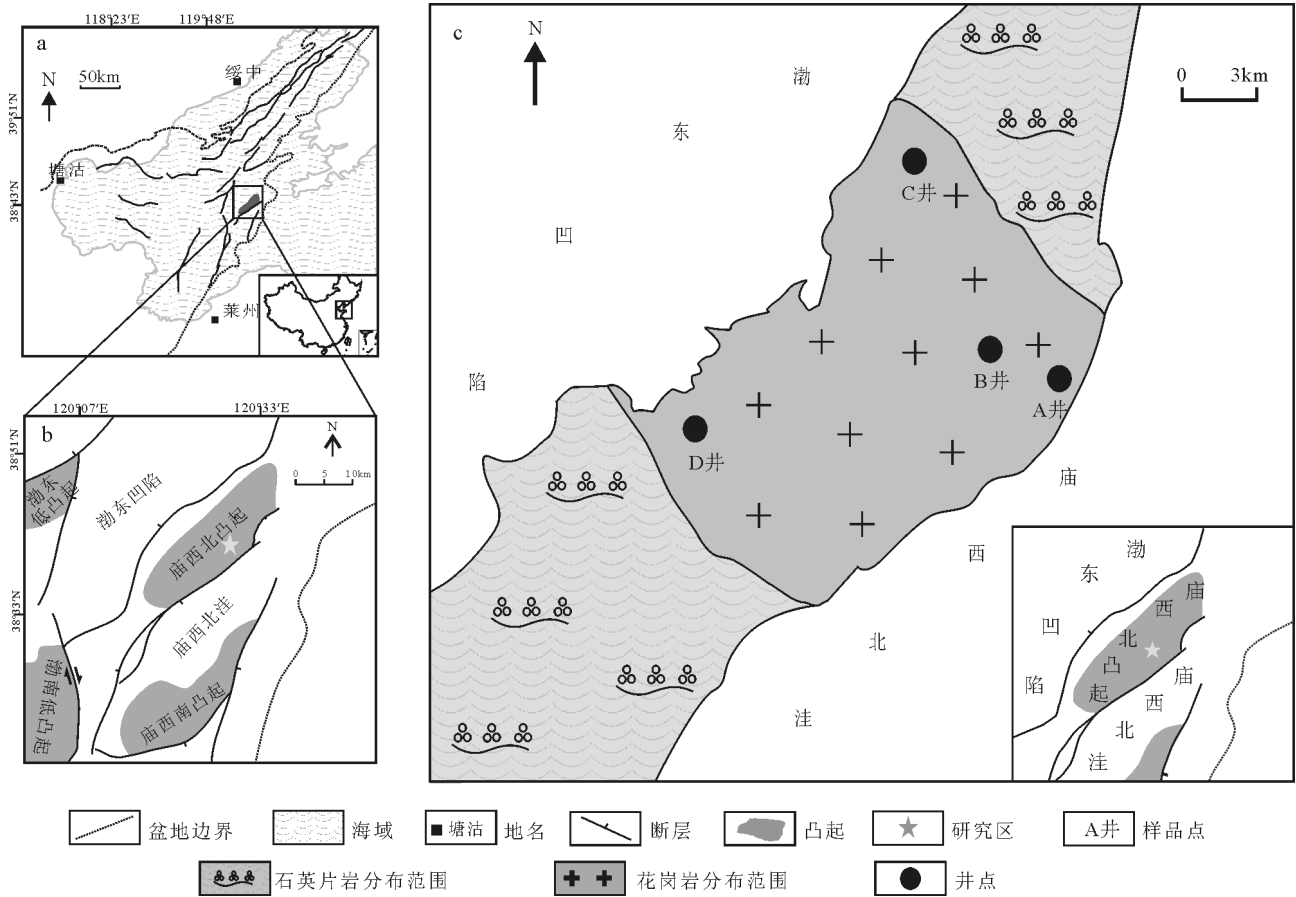 118°23′E 119°48′E
a
N
50km
绥中
39°51′N
塘沽
38°43′N
莱州
120°07′E 120°33′E
b
N
0 5 10km
38°51′N
渤东低凸起
渤东凹陷
庙西北凸起
38°33′N
庙西北洼
渤南低凸起
庙西南凸起
c
N
0 3km
渤
东
凹
陷
C井
B井
A井
D井
庙
西
北
洼
渤
东
凹
陷
庙
西
北
凸
起
庙
西
北
洼
盆地边界
海域
塘沽 地名
断层
凸起
研究区
A井 样品点
石英片岩分布范围
花岗岩分布范围
井点